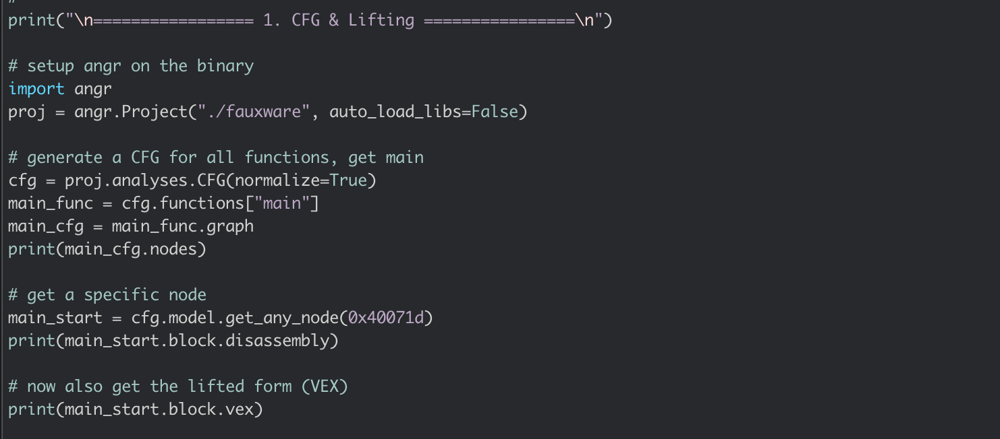 #
print("\n================= 1. CFG & Lifting ================\n")
# setup angr on the binary
import angr
proj = angr.Project("./fauxware", auto_load_libs=False)
# generate a CFG for all functions, get main
cfg = proj.analyses.CFG(normalize=True)
main_func = cfg.functions["main"]
main_cfg = main_func.graph
print(main_cfg.nodes)
# get a specific node
main_start = cfg.model.get_any_node(0x40071d)
print(main_start.block.disassembly)
# now also get the lifted form (VEX)
print(main_start.block.vex)